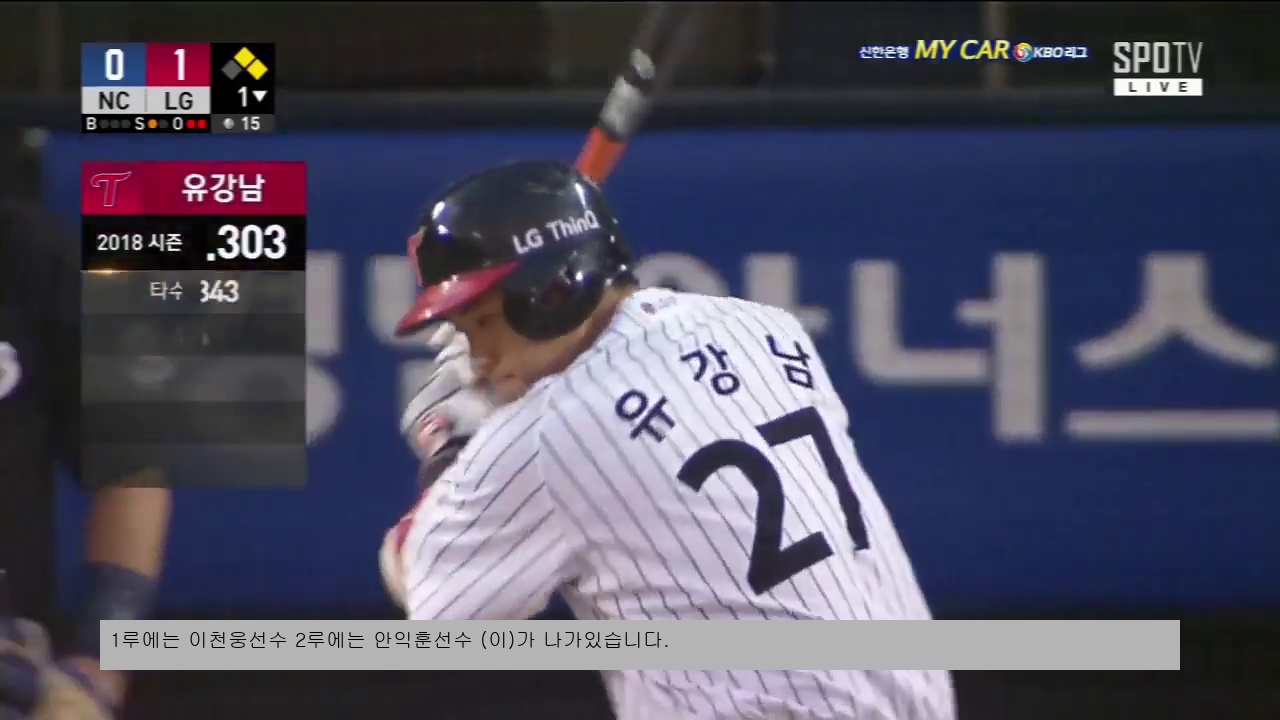 0 1
NC LG
1▼
B S O 15
신한은행 MY CAR KBO리그
SPOTV
LIVE
T 유강남
2018 시즌 .303
타수 343
LG ThinQ
너스
유강남
27
1루에는 이천웅선수 2루에는 안익훈선수 (이)가 나가있습니다.